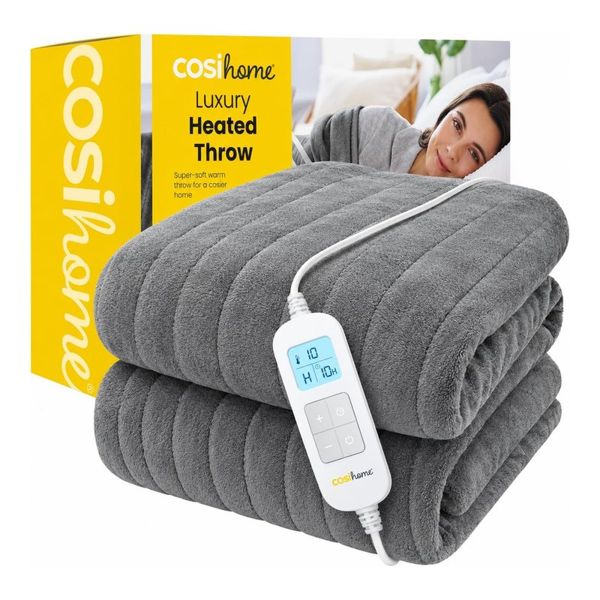 cosihome®
cosihome®
Luxury
Heated
Throw
Super-soft warm
throw for a cosier
home
10
H 10H
+
−
cosihome